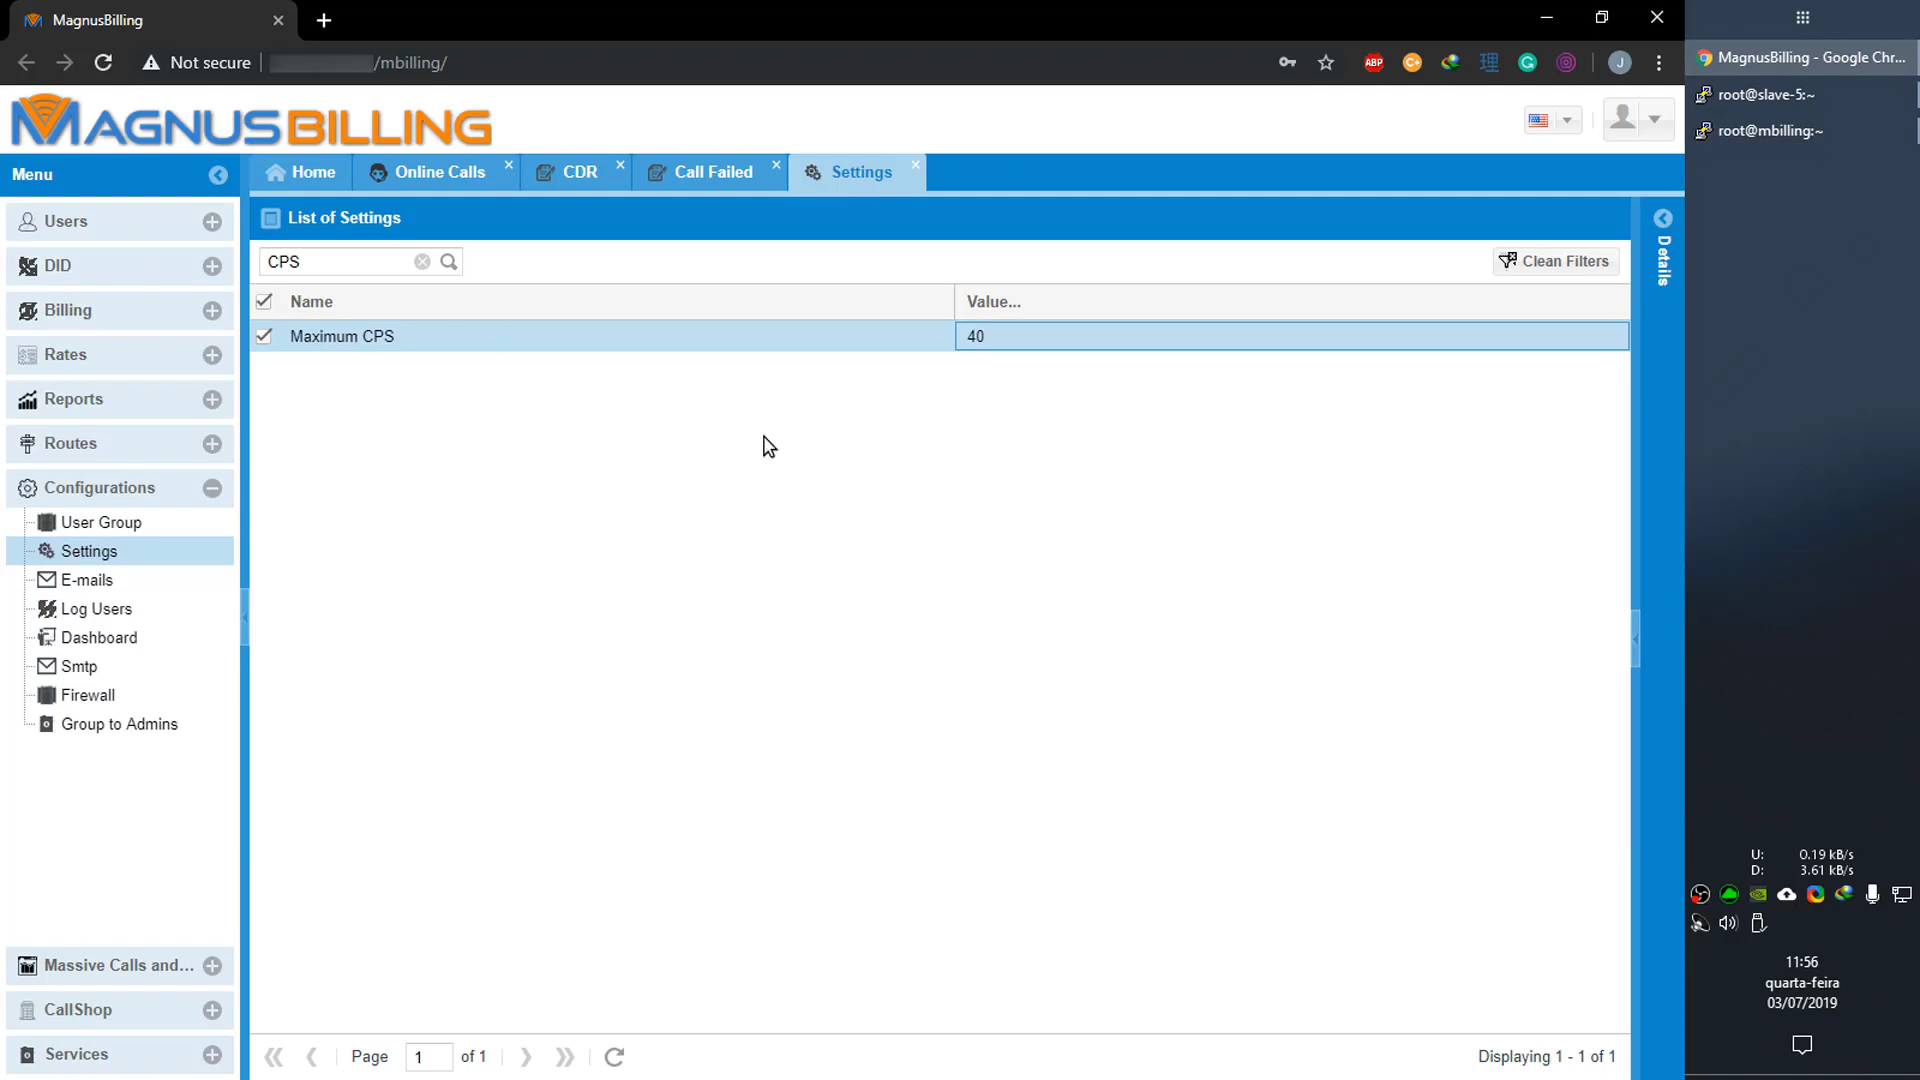 MagnusBilling
Not secure
/mbilling/
ABP
J
MAGNUSBILLING
Menu
Home
Online Calls
CDR
Call Failed
Settings
Users
DID
Billing
Rates
Reports
Routes
Configurations
User Group
Settings
E-mails
Log Users
Dashboard
Smtp
Firewall
Group to Admins
Massive Calls and...
CallShop
Services
List of Settings
CPS
Clean Filters
Name
Value...
Maximum CPS
40
Page 1 of 1
Displaying 1 - 1 of 1
Details
MagnusBilling - Google Chr...
root@slave-5:~
root@mbilling:~
U: 0.19 kB/s
D: 3.61 kB/s
11:56
quarta-feira
03/07/2019